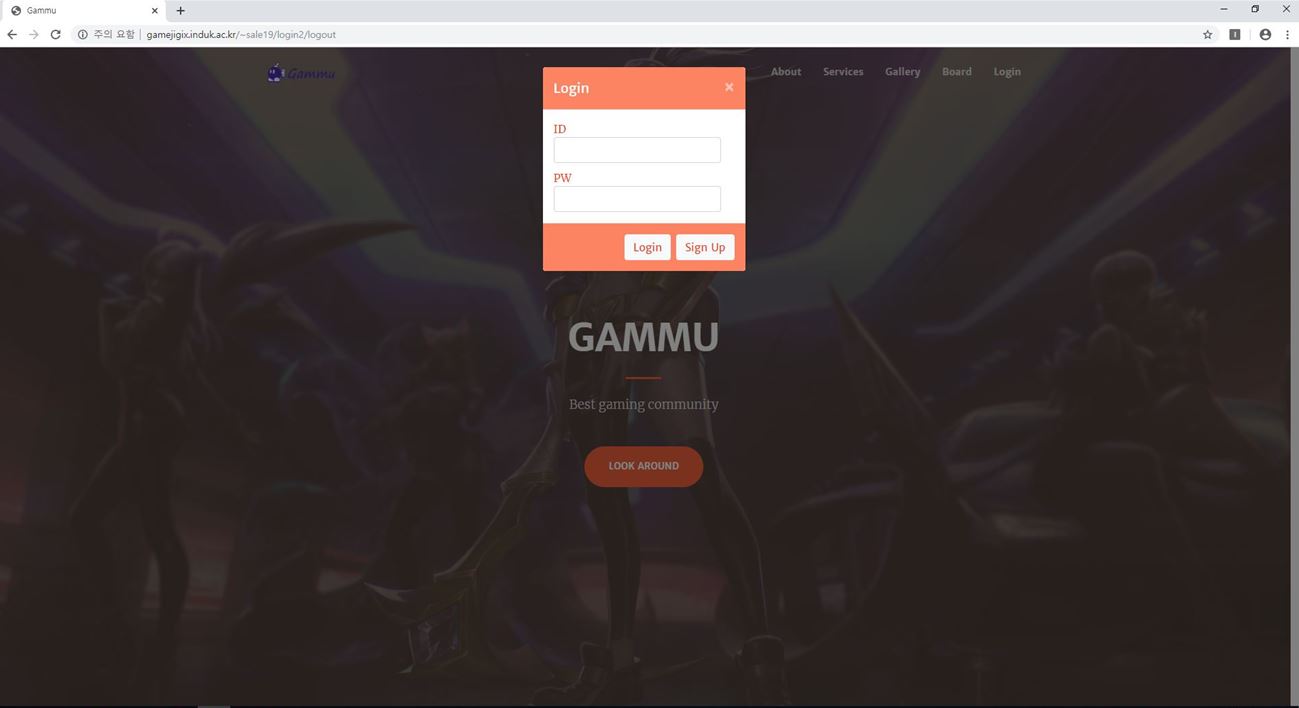 Gammu
주의 요함 | gamejigix.induk.ac.kr/~sale19/login2/logout
Gammu
About Services Gallery Board Login
Login ×
ID
PW
Login Sign Up
GAMMU
Best gaming community
LOOK AROUND